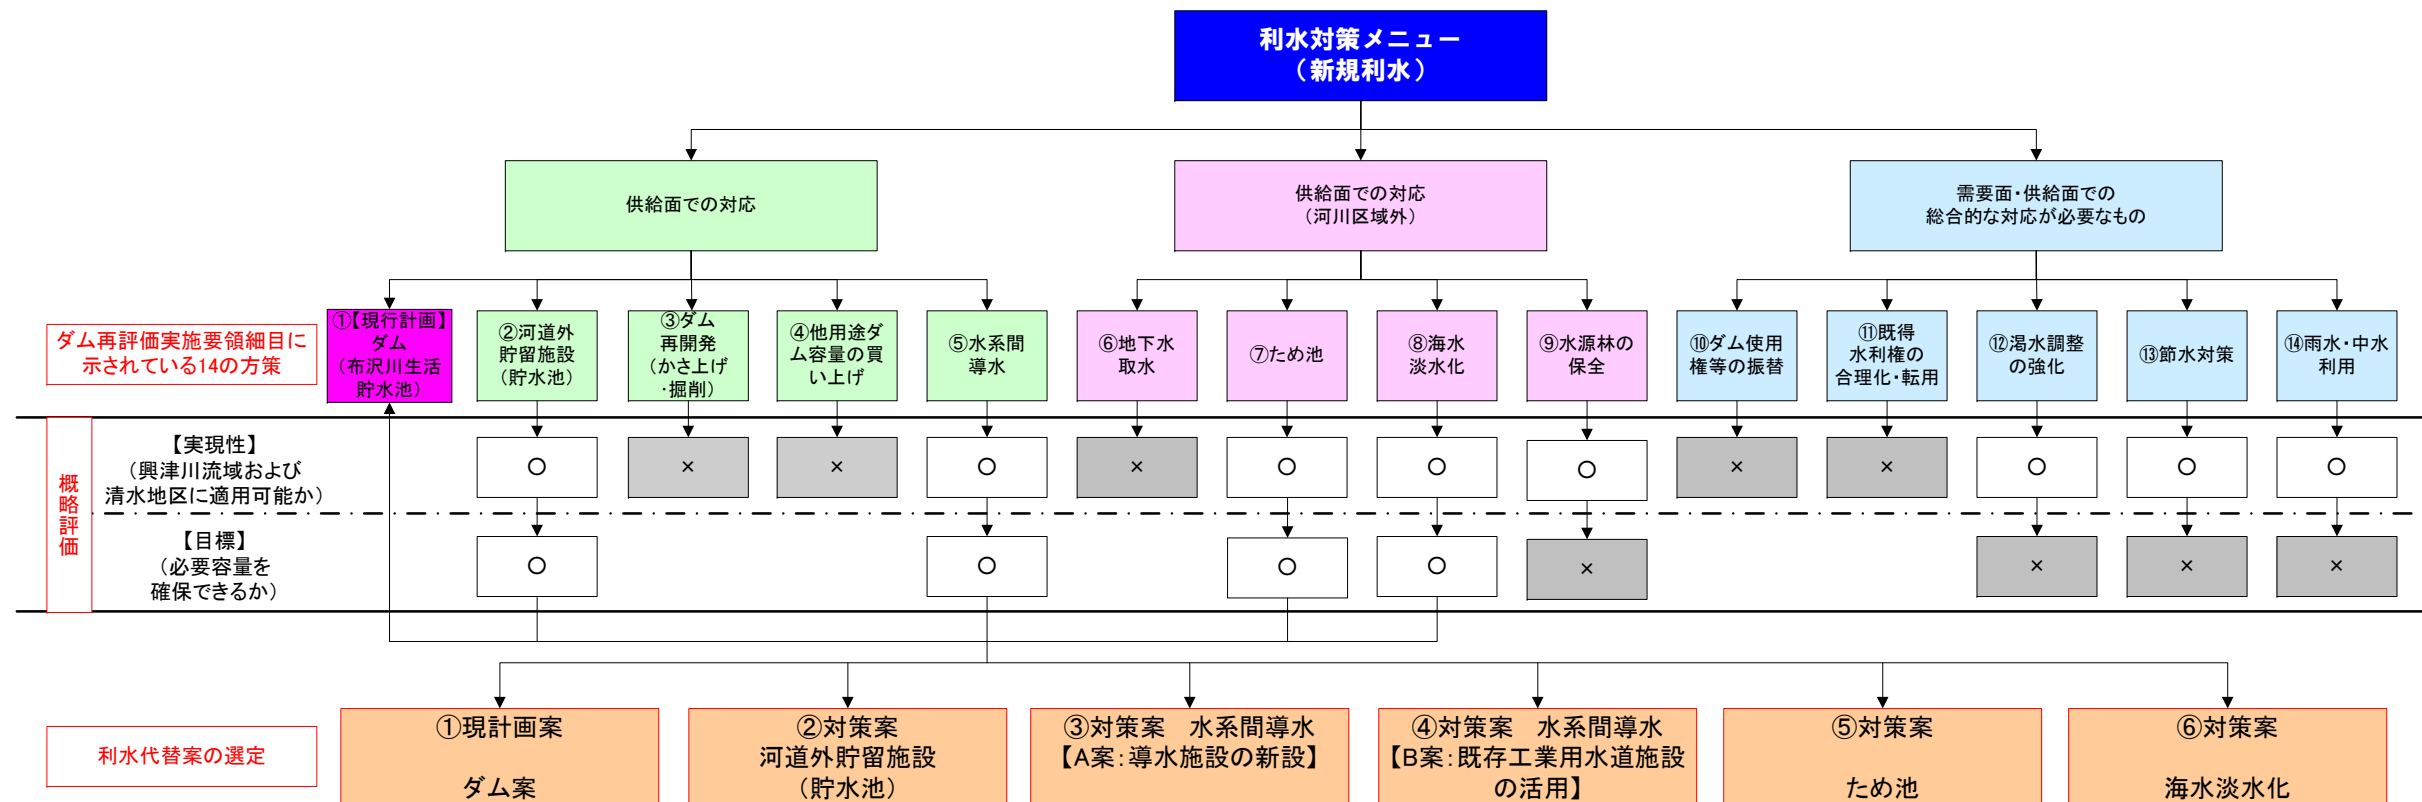 利水対策メニュー
（新規利水）
供給面での対応
供給面での対応
（河川区域外）
需要面・供給面での
総合的な対応が必要なもの
ダム再評価実施要領細目に
示されている14の方策
①【現行計画】
ダム
（布沢川生活
貯水池）
②河道外
貯留施設
（貯水池）
③ダム
再開発
（かさ上げ
・掘削）
④他用途ダ
ム容量の買
い上げ
⑤水系間
導水
⑥地下水
取水
⑦ため池
⑧海水
淡水化
⑨水源林の
保全
⑩ダム使用
権等の振替
⑪既得
水利権の
合理化・転用
⑫渇水調整
の強化
⑬節水対策
⑭雨水・中水
利用
概略評価
【実現性】
（興津川流域および
清水地区に適用可能か）
○ × × ○ × ○ ○ ○ × × ○ ○ ○
【目標】
（必要容量を
確保できるか）
○ ○ ○ ○ × × × ×
利水代替案の選定
①現計画案
ダム案
②対策案
河道外貯留施設
（貯水池）
③対策案　水系間導水
【A案：導水施設の新設】
④対策案　水系間導水
【B案：既存工業用水道施設
の活用】
⑤対策案
ため池
⑥対策案
海水淡水化